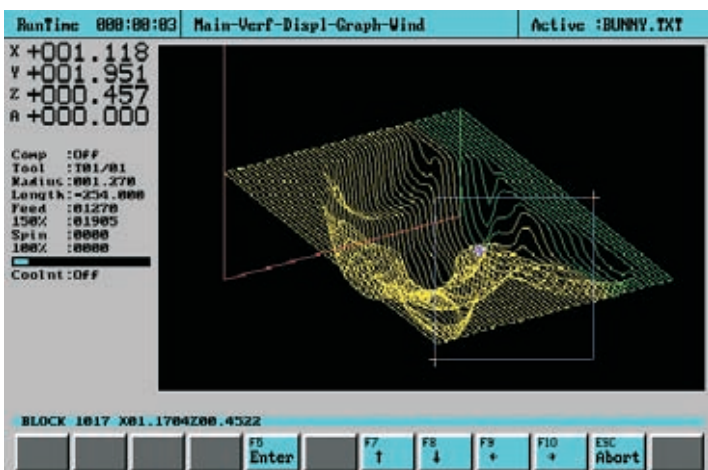 RunTime 000:00:03 Main-Verf-Displ-Graph-Wind Active :BUNNY.TXT
X +001.118
Y +001.951
Z +000.457
A +000.000
Comp :Off
Tool :T01/01
Radius:001.270
Length:-254.000
Feed :01270
150% :01905
Spin :0000
100% :0000
Coolnt:Off
BLOCK 1017 X01.1704Z00.4522
F5 F7 F8 F9 F10 ESC
Enter ↑ ↓ Abort